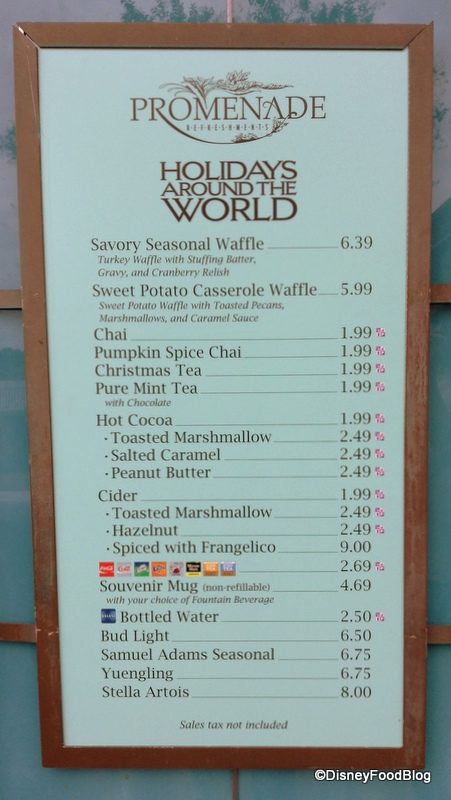 PROMENADE
REFRESHMENTS
HOLIDAYS
AROUND THE
WORLD
Savory Seasonal Waffle 6.39
Turkey Waffle with Stuffing Batter,
Gravy, and Cranberry Relish
Sweet Potato Casserole Waffle 5.99
Sweet Potato Waffle with Toasted Pecans,
Marshmallows, and Caramel Sauce
Chai 1.99
Pumpkin Spice Chai 1.99
Christmas Tea 1.99
Pure Mint Tea 1.99
with Chocolate
Hot Cocoa 1.99
· Toasted Marshmallow 2.49
· Salted Caramel 2.49
· Peanut Butter 2.49
Cider 1.99
· Toasted Marshmallow 2.49
· Hazelnut 2.49
· Spiced with Frangelico 9.00
2.69
Souvenir Mug (non-refillable) 4.69
with your choice of Fountain Beverage
Bottled Water 2.50
Bud Light 6.50
Samuel Adams Seasonal 6.75
Yuengling 6.75
Stella Artois 8.00
Sales tax not included
©DisneyFoodBlog